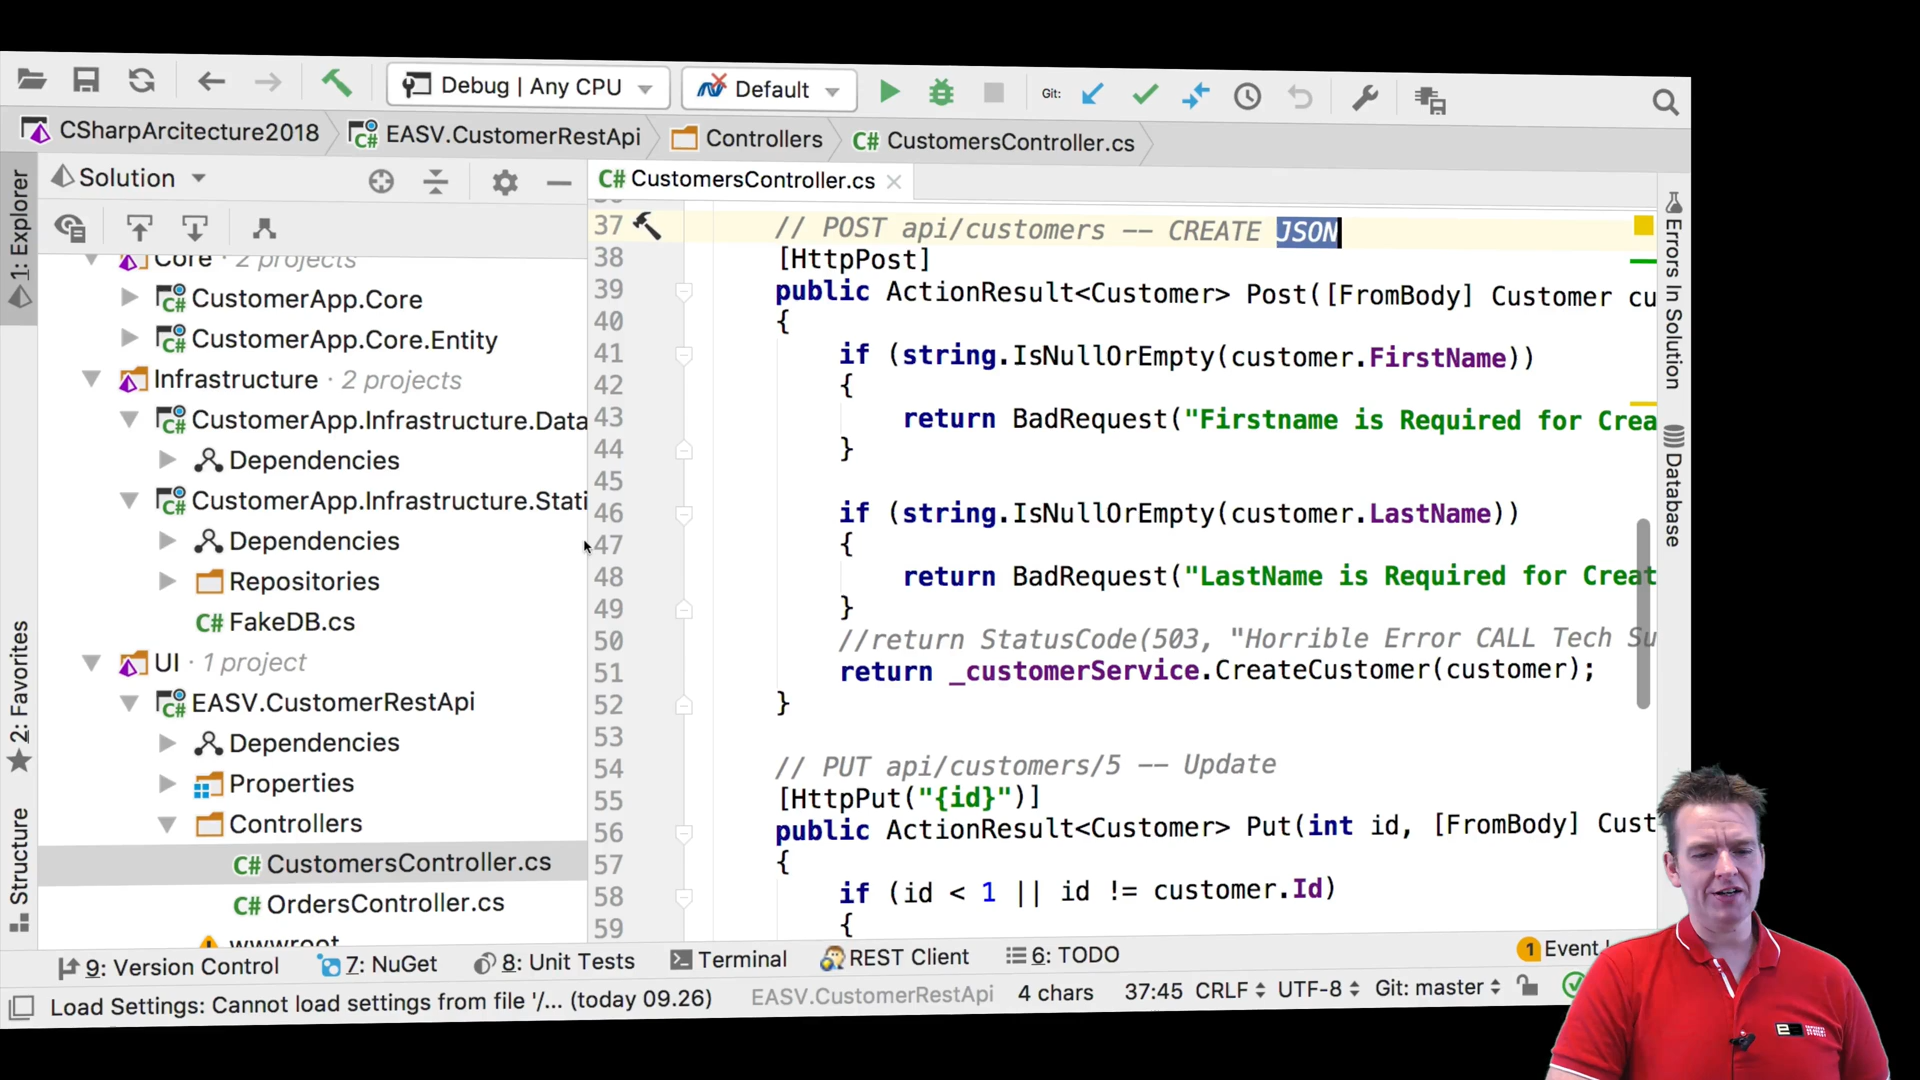 Debug | Any CPU
Default
Git:
CSharpArcitecture2018
EASV.CustomerRestApi
Controllers
C# CustomersController.cs
1: Explorer
2: Favorites
Structure
Solution
Core · 2 projects
C# CustomerApp.Core
C# CustomerApp.Core.Entity
Infrastructure · 2 projects
C# CustomerApp.Infrastructure.Data
Dependencies
C# CustomerApp.Infrastructure.Stati
Dependencies
Repositories
C# FakeDB.cs
UI · 1 project
C# EASV.CustomerRestApi
Dependencies
Properties
Controllers
C# CustomersController.cs
C# OrdersController.cs
wwwroot
C# CustomersController.cs
37 // POST api/customers -- CREATE JSON
38 [HttpPost]
39 public ActionResult<Customer> Post([FromBody] Customer cu
40 {
41 if (string.IsNullOrEmpty(customer.FirstName))
42 {
43 return BadRequest("Firstname is Required for Crea
44 }
45
46 if (string.IsNullOrEmpty(customer.LastName))
47 {
48 return BadRequest("LastName is Required for Creat
49 }
50 //return StatusCode(503, "Horrible Error CALL Tech Su
51 return _customerService.CreateCustomer(customer);
52 }
53
54 // PUT api/customers/5 -- Update
55 [HttpPut("{id}")]
56 public ActionResult<Customer> Put(int id, [FromBody] Cust
57 {
58 if (id < 1 || id != customer.Id)
59 {
Errors In Solution
Database
9: Version Control
7: NuGet
8: Unit Tests
Terminal
REST Client
6: TODO
1 Event
Load Settings: Cannot load settings from file '/... (today 09.26)
EASV.CustomerRestApi
4 chars
37:45
CRLF
UTF-8
Git: master